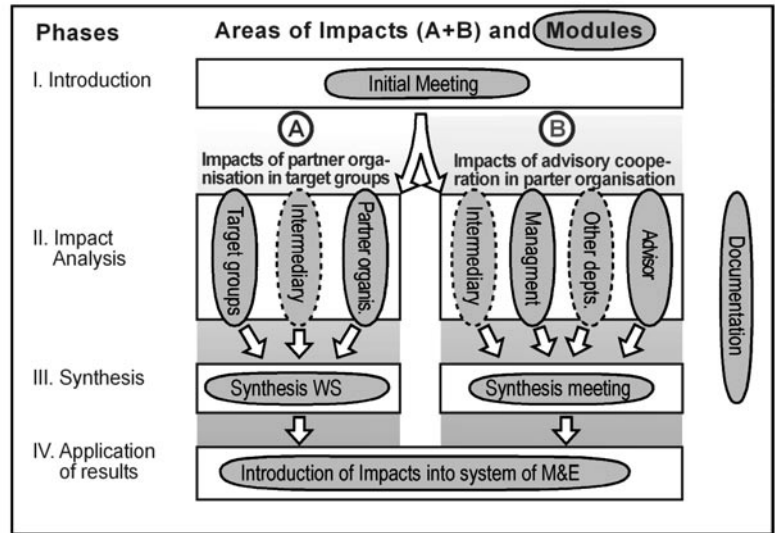 Phases
Areas of Impacts (A+B) and Modules
I. Introduction
Initial Meeting
A
B
Impacts of partner orga-
nisation in target groups
Impacts of advisory coope-
ration in parter organisation
II. Impact
Analysis
Target groups
Intermediary
Partner organis.
Intermediary
Managment
Other depts.
Advisor
Documentation
III. Synthesis
Synthesis WS
Synthesis meeting
IV. Application
of results
Introduction of Impacts into system of M&E